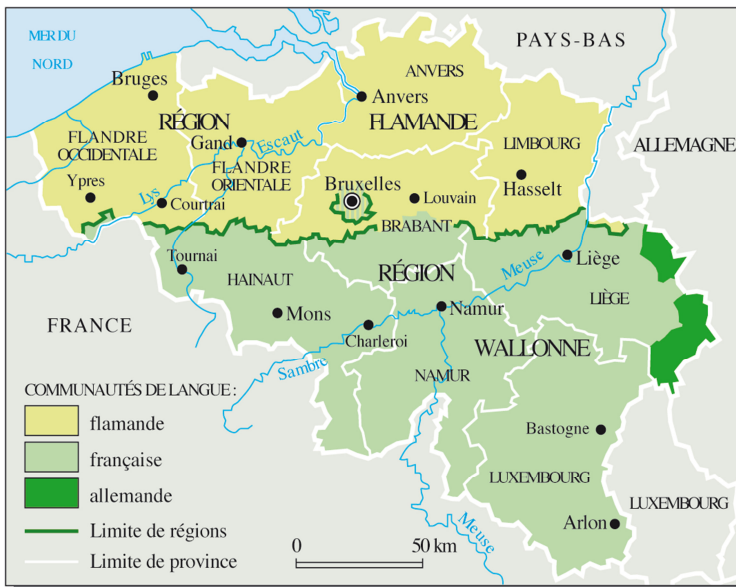 MER DU
NORD
PAYS-BAS
Bruges
ANVERS
Anvers
RÉGION
FLAMANDE
Gand
Escaut
FLANDRE
OCCIDENTALE
LIMBOURG
ALLEMAGNE
FLANDRE
ORIENTALE
Ypres
Lys
Courtrai
Bruxelles
Louvain
Hasselt
BRABANT
Tournai
HAINAUT
RÉGION
Meuse
Liège
LIÈGE
FRANCE
Mons
Namur
Charleroi
WALLONNE
Sambre
NAMUR
COMMUNAUTÉS DE LANGUE :
flamande
française
allemande
Limite de régions
Limite de province
Bastogne
LUXEMBOURG
LUXEMBOURG
Arlon
Meuse
0
50 km